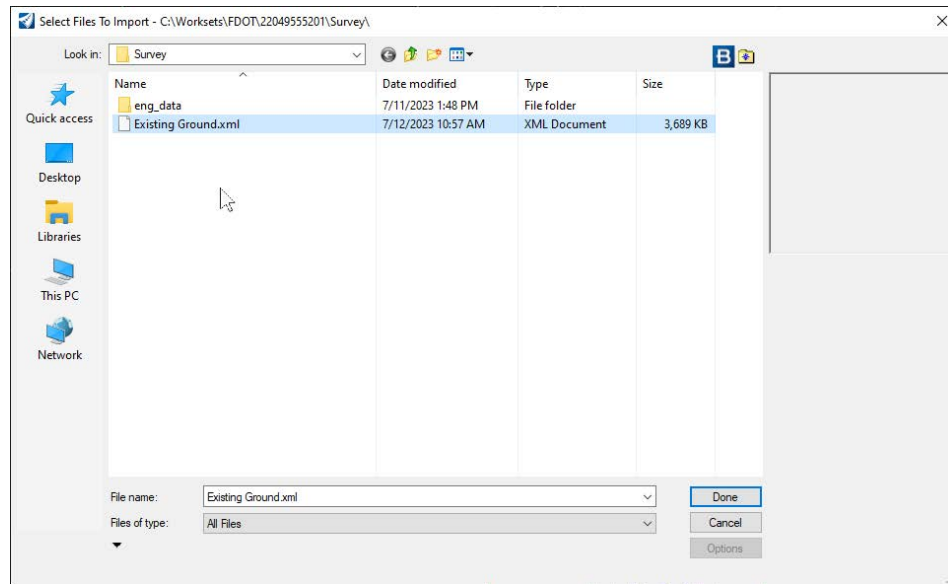 Select Files To Import - C:\Worksets\FDOT\22049555201\Survey\
Look in: Survey
B
Name Date modified Type Size
eng_data 7/11/2023 1:48 PM File folder
Existing Ground.xml 7/12/2023 10:57 AM XML Document 3,689 KB
Quick access
Desktop
Libraries
This PC
Network
File name: Existing Ground.xml Done
Files of type: All Files Cancel
Options